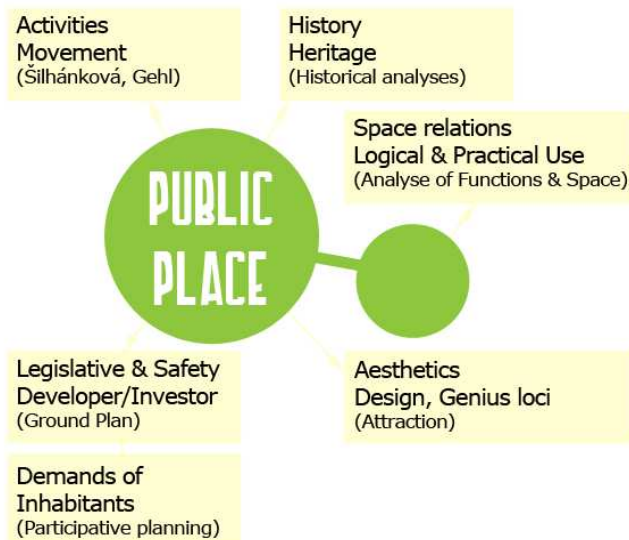 Activities
Movement
(Šilhánková, Gehl)
History
Heritage
(Historical analyses)
Space relations
Logical & Practical Use
(Analyse of Functions & Space)
PUBLIC
PLACE
Legislative & Safety
Developer/Investor
(Ground Plan)
Aesthetics
Design, Genius loci
(Attraction)
Demands of
Inhabitants
(Participative planning)